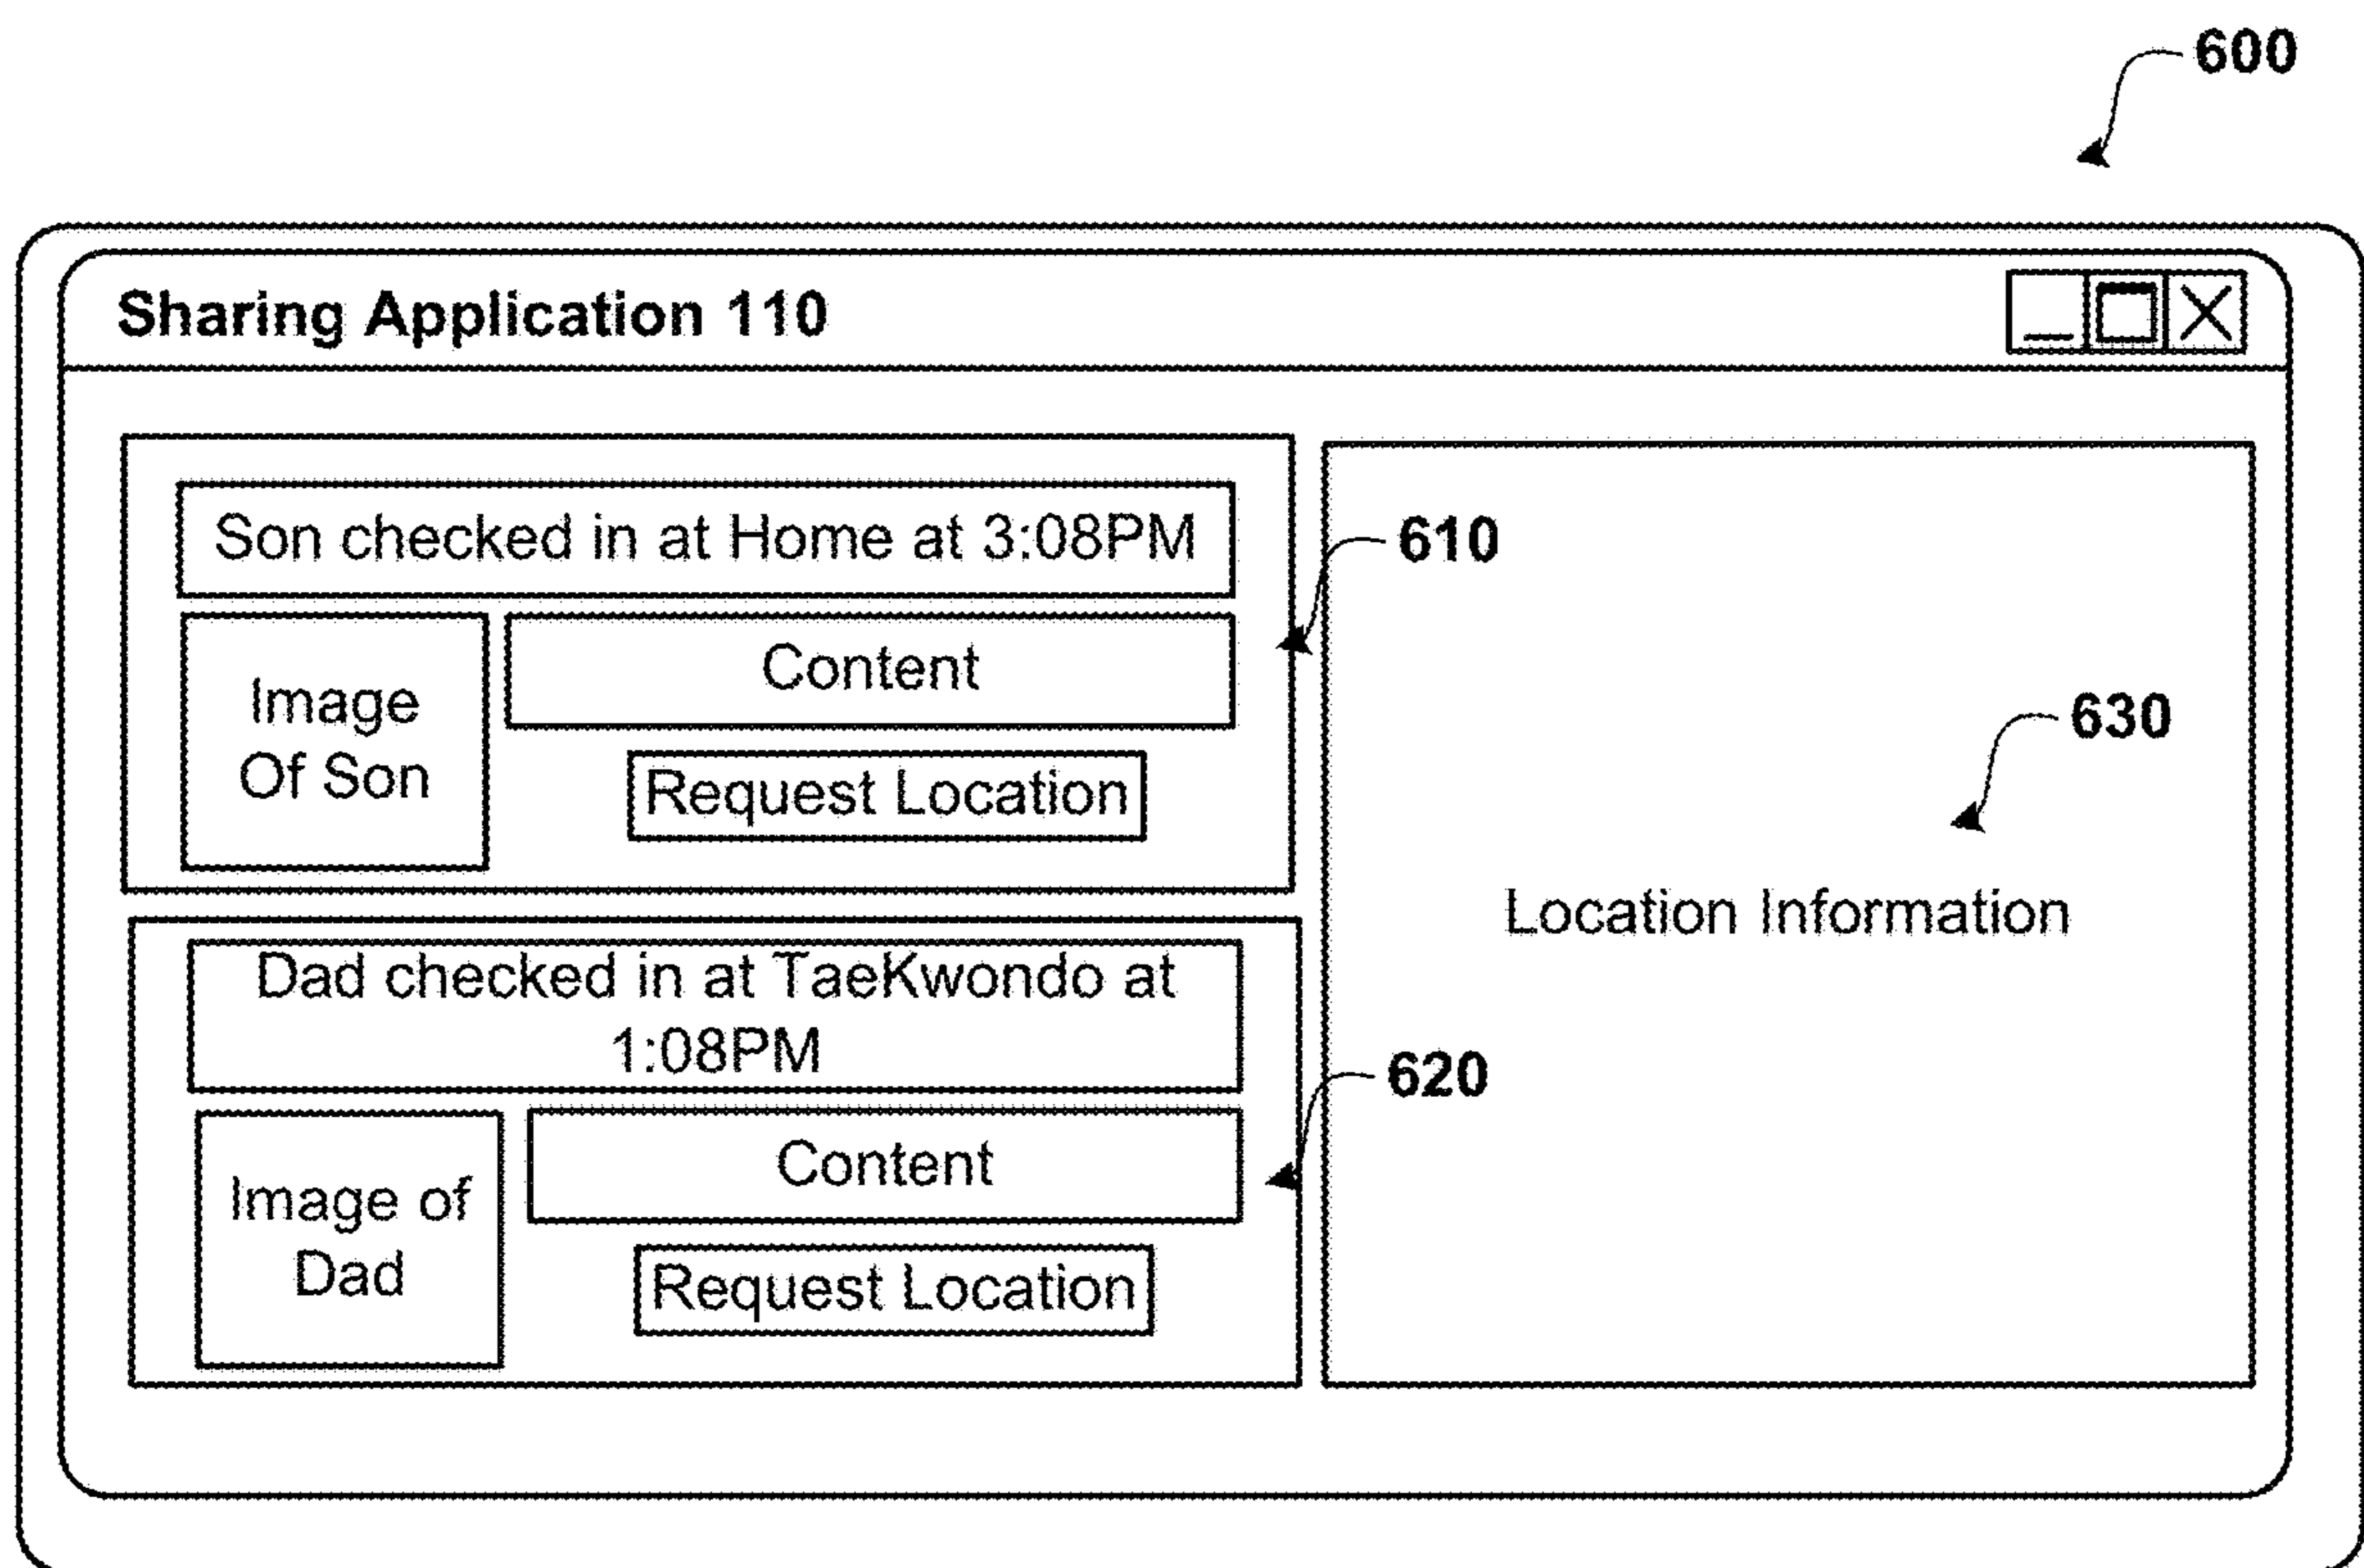 600
Sharing Application 110
Son checked in at Home at 3:08PM
610
Image
Of Son
Content
Request Location
630
Location Information
Dad checked in at TaeKwondo at
1:08PM
620
Image of
Dad
Content
Request Location